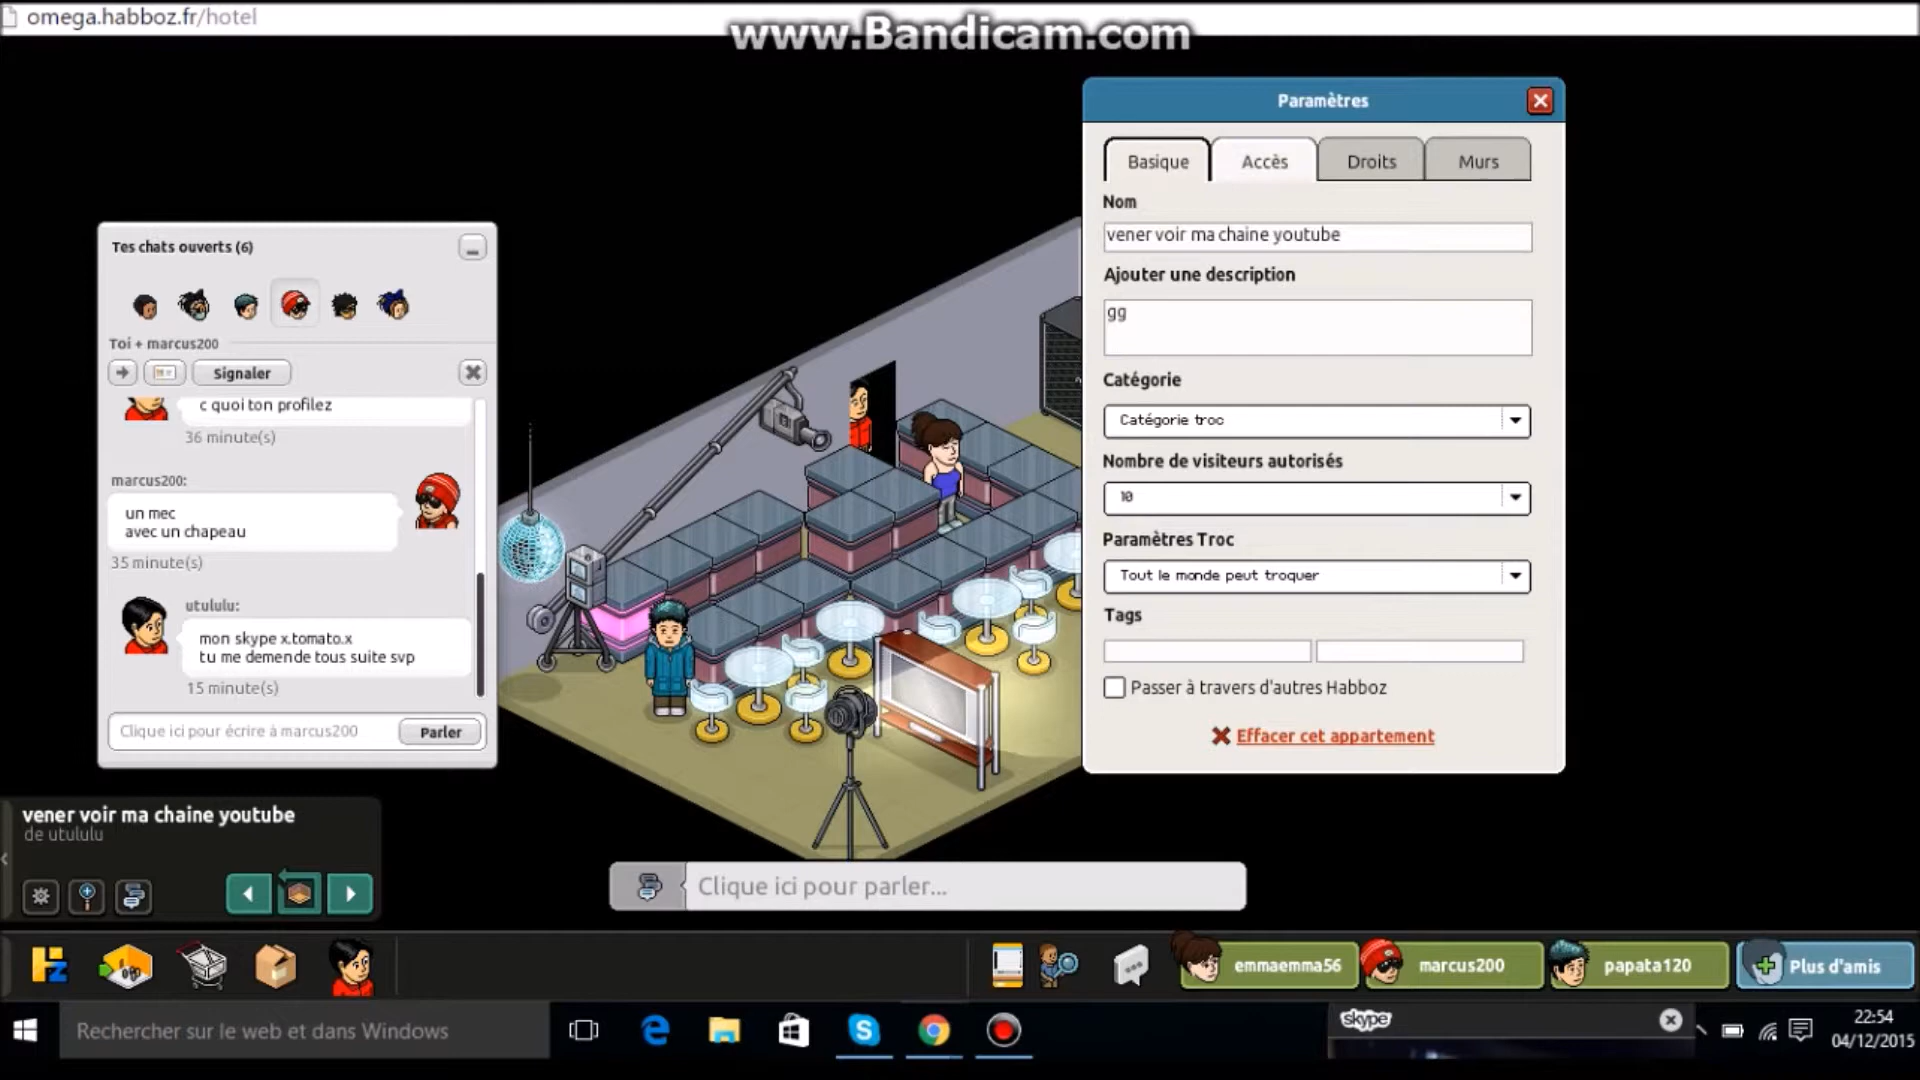 omega.habboz.fr/hotel
www.Bandicam.com
Paramètres
Basique
Accès
Droits
Murs
Nom
vener voir ma chaine youtube
Ajouter une description
gg
Catégorie
Catégorie troc
Nombre de visiteurs autorisés
10
Paramètres Troc
Tout le monde peut troquer
Tags
Passer à travers d'autres Habboz
Effacer cet appartement
Tes chats ouverts (6)
Toi + marcus200
Signaler
c quoi ton profilez
36 minute(s)
marcus200:
un mec
avec un chapeau
35 minute(s)
utululu:
mon skype x.tomato.x
tu me demende tous suite svp
15 minute(s)
Clique ici pour écrire à marcus200
Parler
vener voir ma chaine youtube
de utululu
Clique ici pour parler...
emmaemma56
marcus200
papata120
Plus d'amis
Rechercher sur le web et dans Windows
skype
22:54
04/12/2015